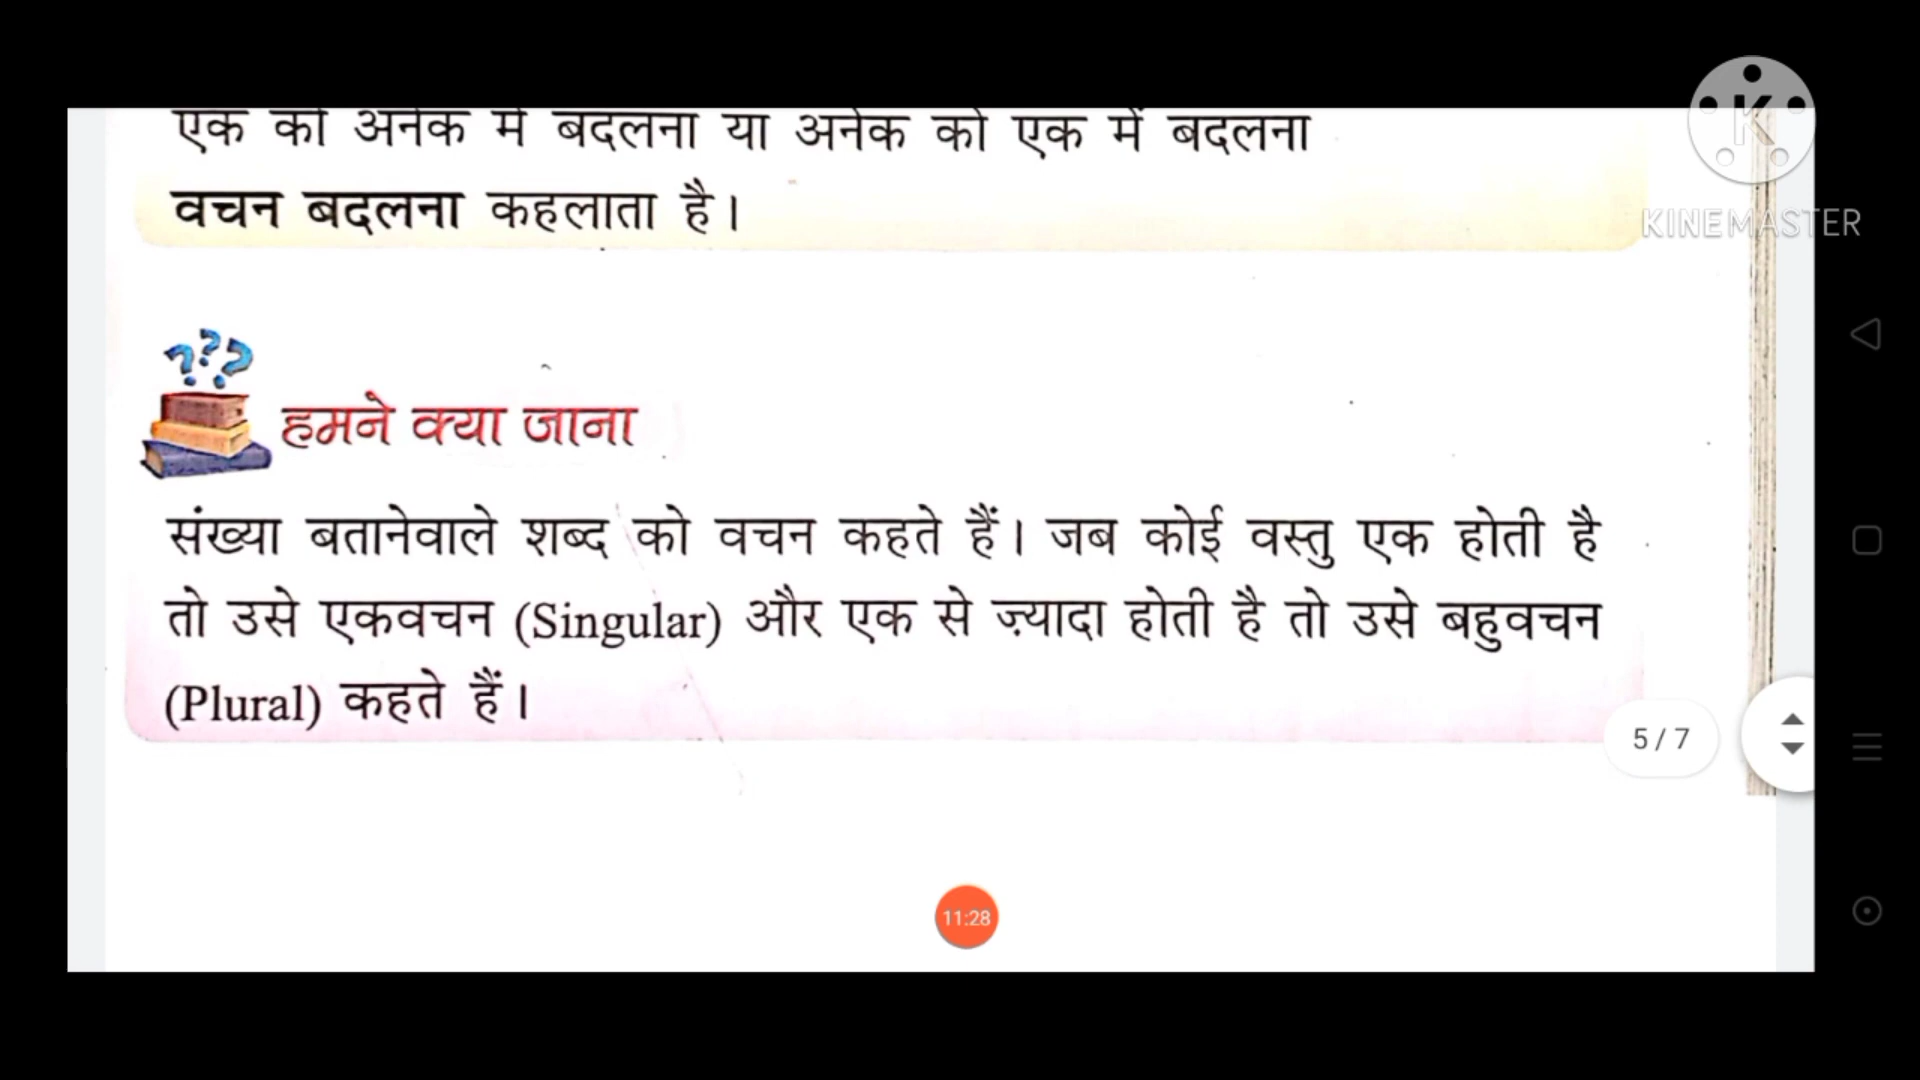 एक को अनेक में बदलना या अनेक को एक में बदलना
वचन बदलना कहलाता है।
K
KINEMASTER
???
हमने क्या जाना
संख्या बतानेवाले शब्द को वचन कहते हैं। जब कोई वस्तु एक होती है
तो उसे एकवचन (Singular) और एक से ज़्यादा होती है तो उसे बहुवचन
(Plural) कहते हैं।
5 / 7
11:28